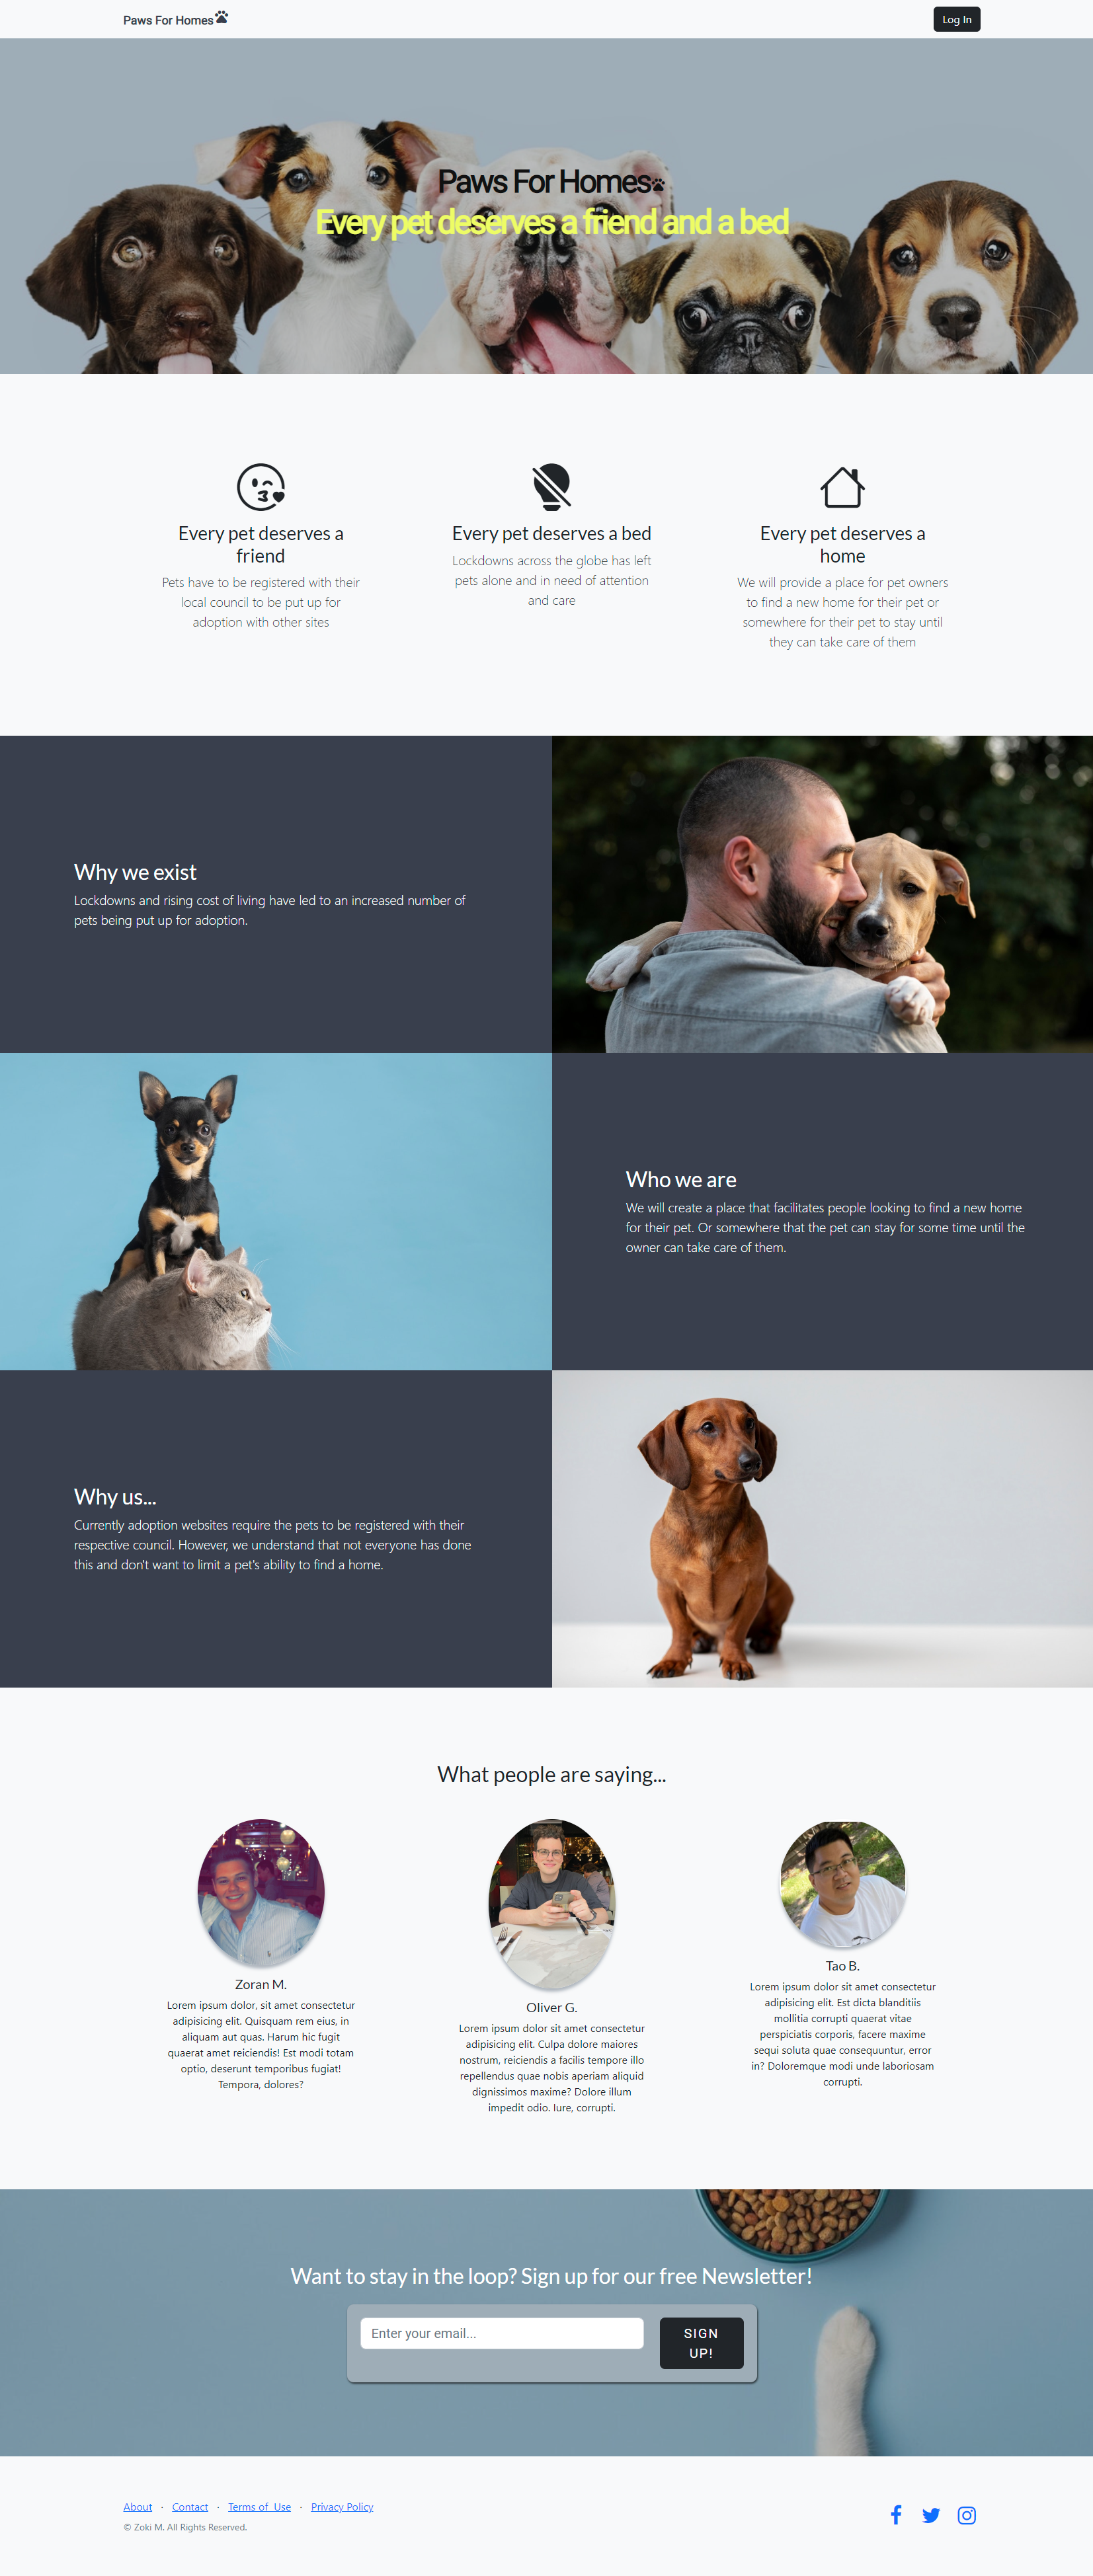 Paws For Homes
Log In
Paws For Homes
Every pet deserves a friend and a bed
Every pet deserves a
friend
Pets have to be registered with their
local council to be put up for
adoption with other sites
Every pet deserves a bed
Lockdowns across the globe has left
pets alone and in need of attention
and care
Every pet deserves a
home
We will provide a place for pet owners
to find a new home for their pet or
somewhere for their pet to stay until
they can take care of them
Why we exist
Lockdowns and rising cost of living have led to an increased number of
pets being put up for adoption.
Who we are
We will create a place that facilitates people looking to find a new home
for their pet. Or somewhere that the pet can stay for some time until the
owner can take care of them.
Why us...
Currently adoption websites require the pets to be registered with their
respective council. However, we understand that not everyone has done
this and don't want to limit a pet's ability to find a home.
What people are saying...
Zoran M.
Lorem ipsum dolor, sit amet consectetur
adipisicing elit. Quisquam rem eius, in
aliquam aut quas. Harum hic fugit
quaerat amet reiciendis! Est modi totam
optio, deserunt temporibus fugiat!
Tempora, dolores?
Oliver G.
Lorem ipsum dolor sit amet consectetur
adipisicing elit. Culpa dolore maiores
nostrum, reiciendis a facilis tempore illo
repellendus quae nobis aperiam aliquid
dignissimos maxime? Dolore illum
impedit odio. Iure, corrupti.
Tao B.
Lorem ipsum dolor sit amet consectetur
adipisicing elit. Est dicta blanditiis
mollitia corrupti quaerat vitae
perspiciatis corporis, facere maxime
sequi soluta quae consequuntur, error
in? Doloremque modi unde laboriosam
corrupti.
Want to stay in the loop? Sign up for our free Newsletter!
Enter your email...
SIGN
UP!
About · Contact · Terms of Use · Privacy Policy
© Zoki M. All Rights Reserved.